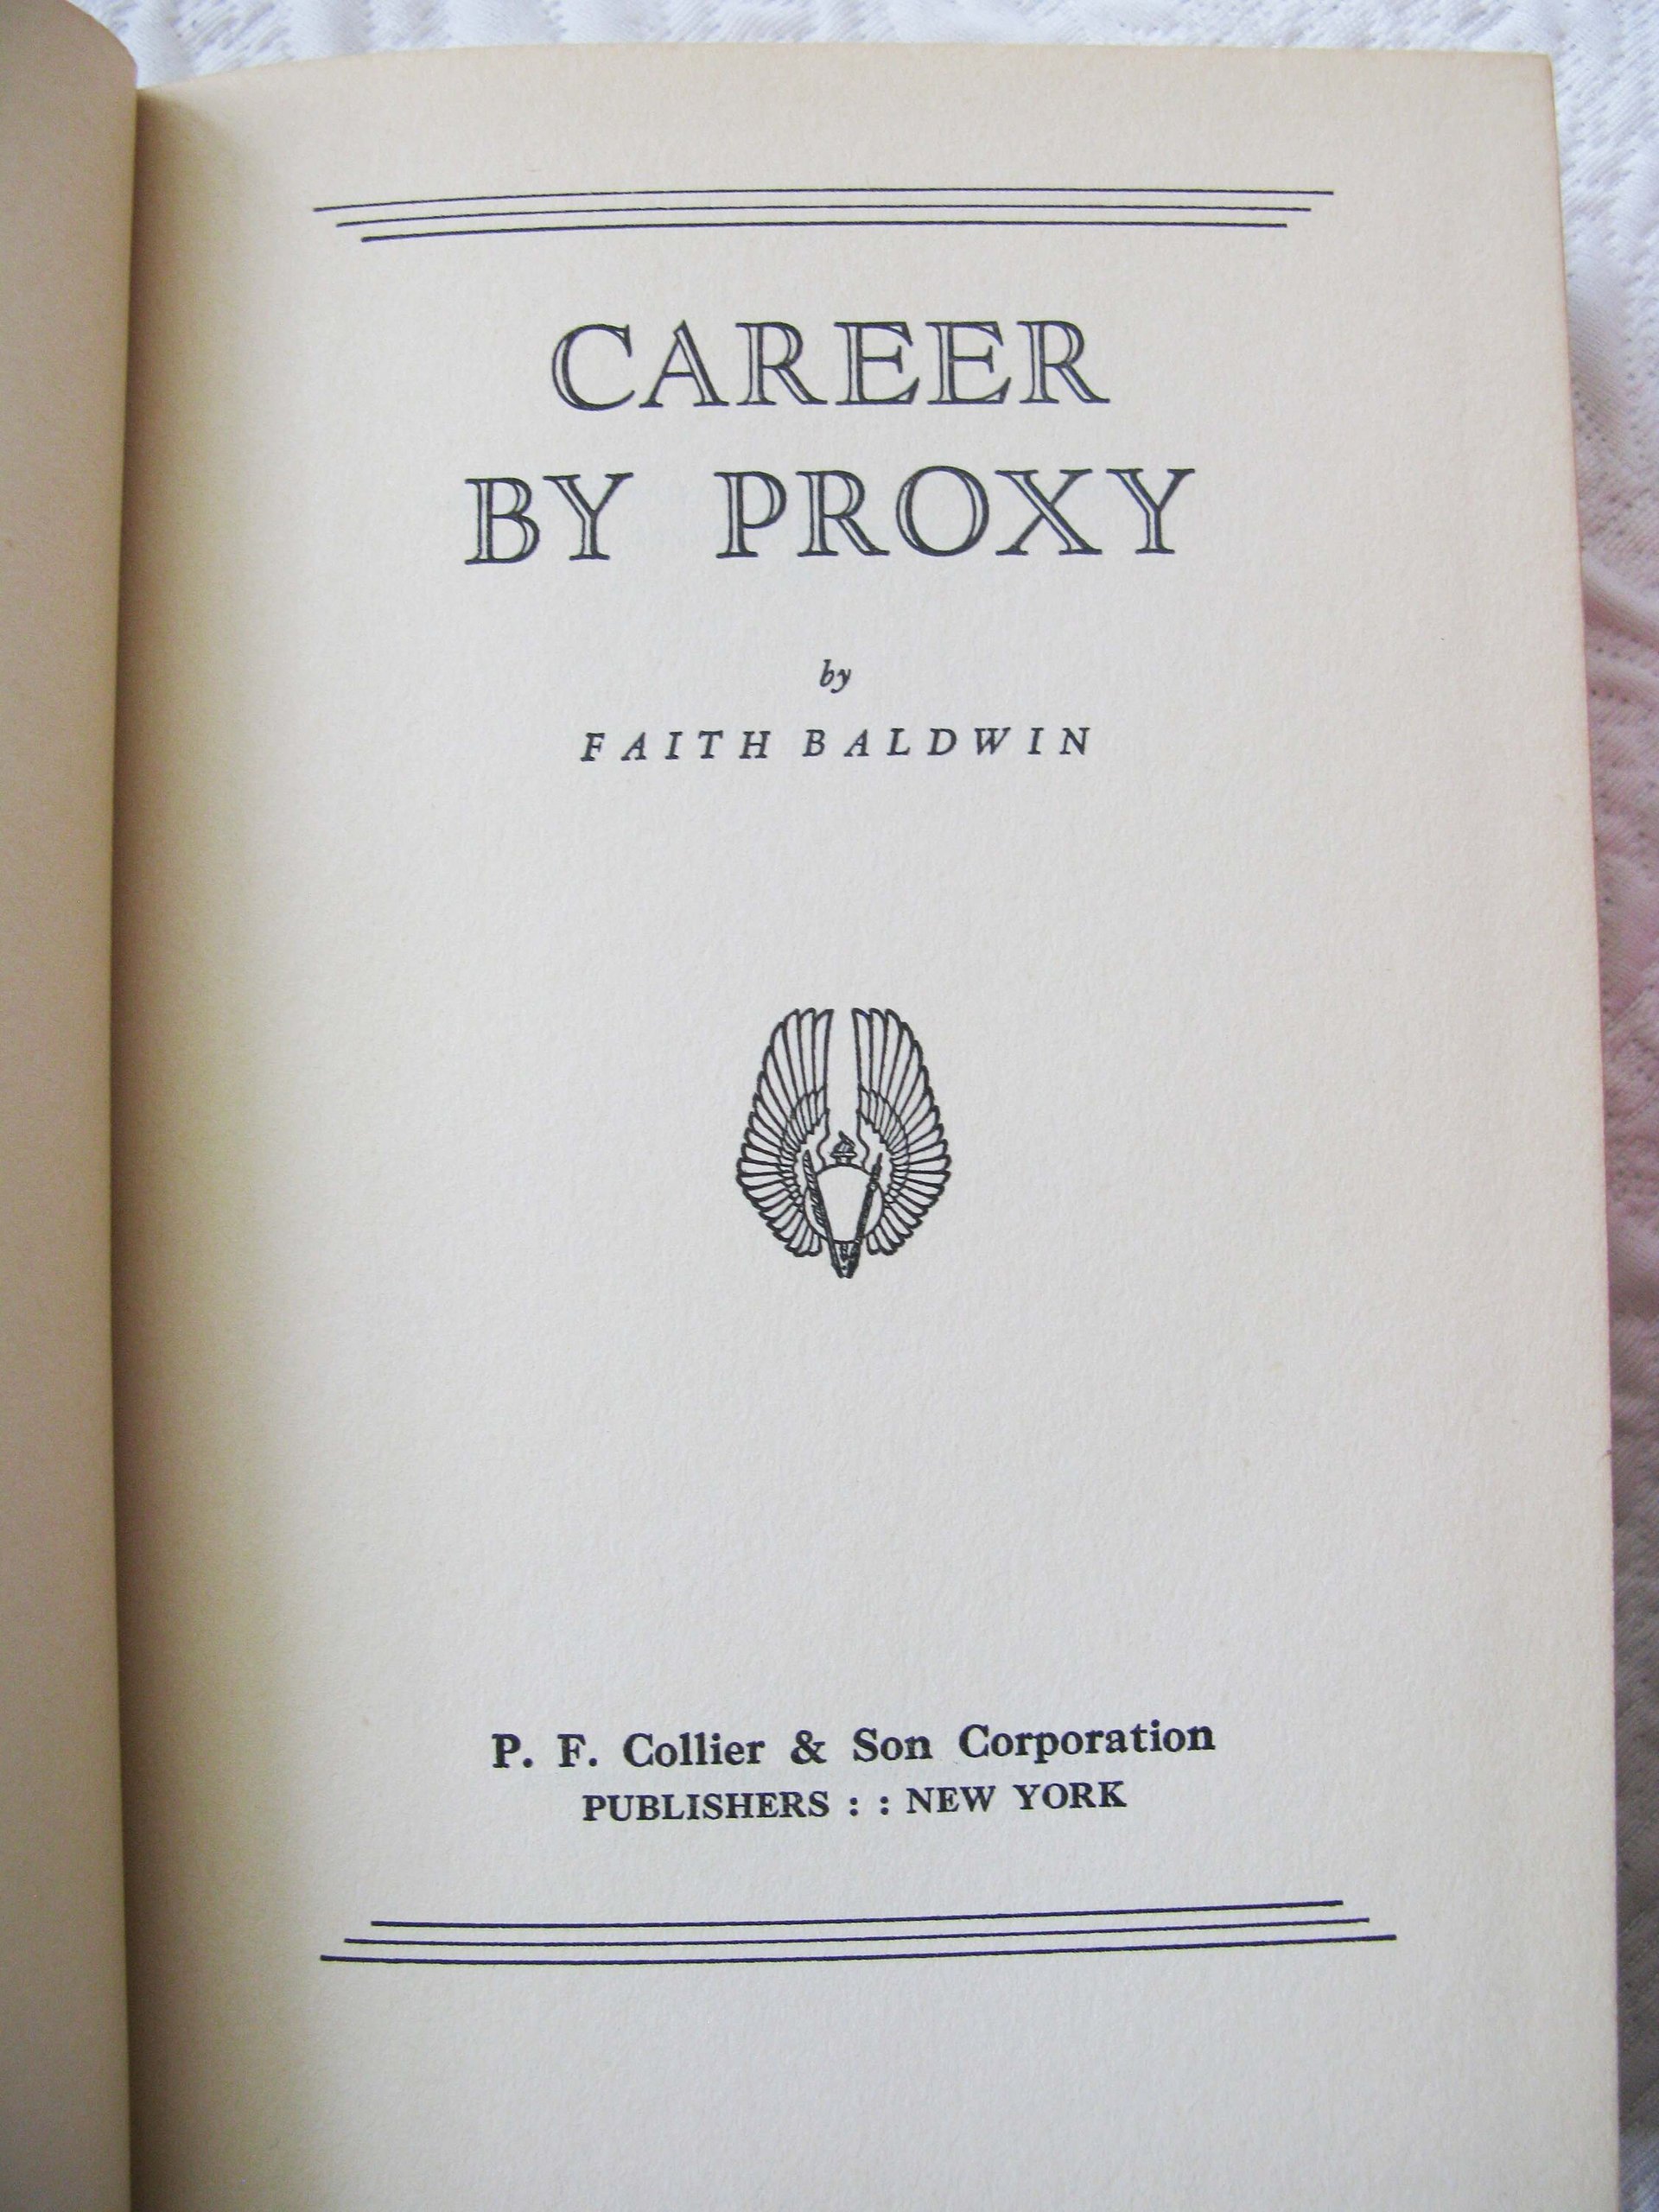 CAREER
BY PROXY
by
FAITH BALDWIN
P. F. Collier & Son Corporation
PUBLISHERS : : NEW YORK